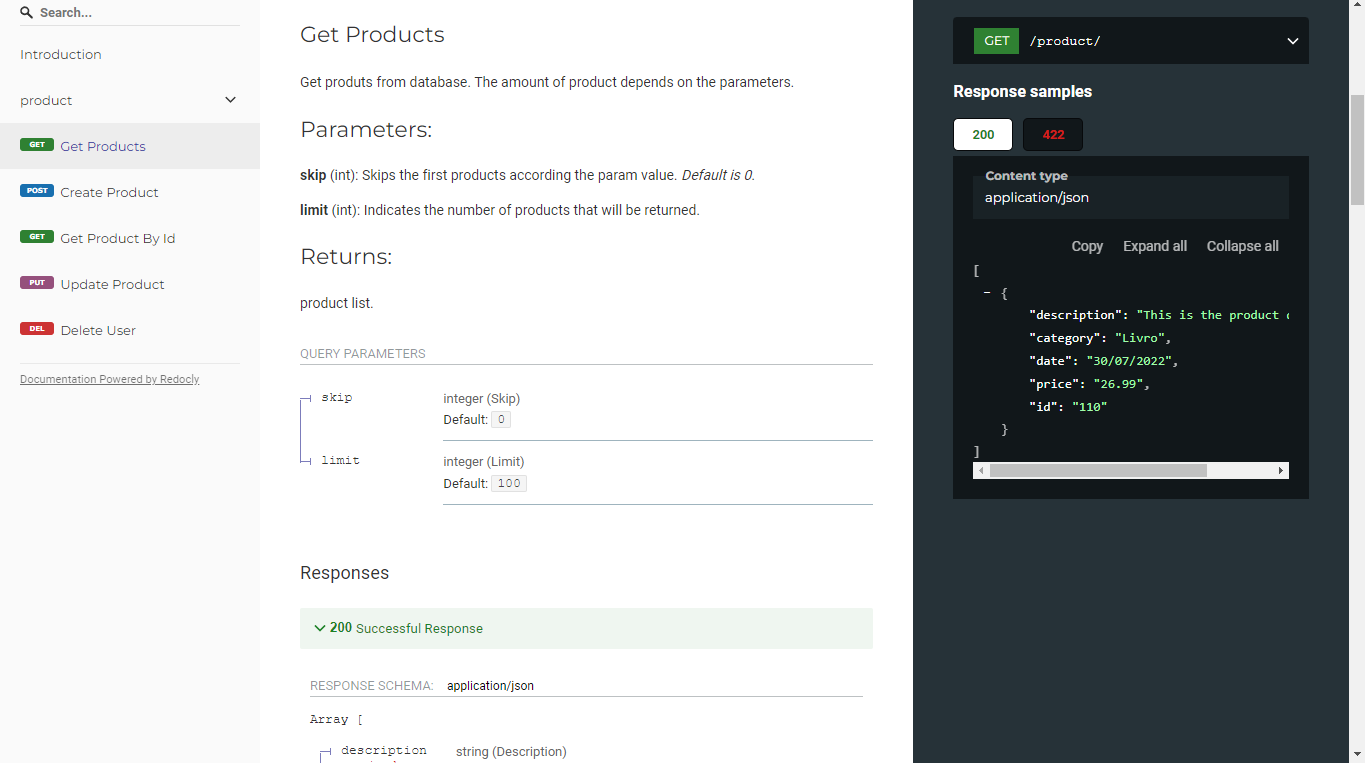 Search...
Introduction
product
GET Get Products
POST Create Product
GET Get Product By Id
PUT Update Product
DEL Delete User
Documentation Powered by Redocly
Get Products
Get produts from database. The amount of product depends on the parameters.
Parameters:
skip (int): Skips the first products according the param value. Default is 0.
limit (int): Indicates the number of products that will be returned.
Returns:
product list.
QUERY PARAMETERS
skip integer (Skip)
Default: 0
limit integer (Limit)
Default: 100
Responses
200 Successful Response
RESPONSE SCHEMA: application/json
Array [
description string (Description)
GET /product/
Response samples
200 422
Content type
application/json
Copy Expand all Collapse all
[
− {
"description": "This is the product
"category": "Livro",
"date": "30/07/2022",
"price": "26.99",
"id": "110"
}
]